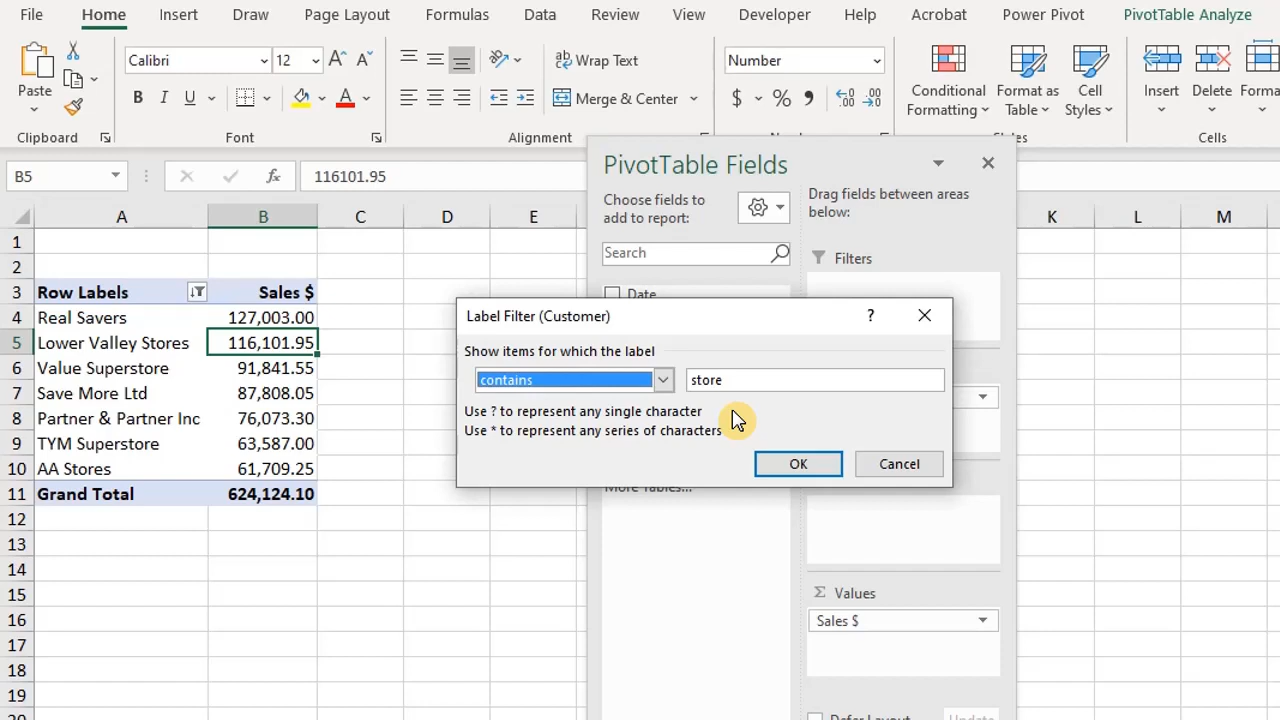 File Home Insert Draw Page Layout Formulas Data Review View Developer Help Acrobat Power Pivot PivotTable Analyze
Paste
Clipboard
Calibri 12 A A
B I U A
Font
Wrap Text
Merge & Center
Alignment
Number
$ % 9
Conditional Formatting
Format as Table
Cell Styles
Styles
Insert Delete
Cells
B5 fx 116101.95
A B C D E K L M
1
2
3 Row Labels Sales $
4 Real Savers 127,003.00
5 Lower Valley Stores 116,101.95
6 Value Superstore 91,841.55
7 Save More Ltd 87,808.05
8 Partner & Partner Inc 76,073.30
9 TYM Superstore 63,587.00
10 AA Stores 61,709.25
11 Grand Total 624,124.10
12
13
14
15
16
17
18
19
PivotTable Fields
Choose fields to
add to report:
Search
Date
More Tables...
Drag fields between areas
below:
Filters
Σ Values
Sales $
Defer Layout Update
Label Filter (Customer) ?
Show items for which the label
contains store
Use ? to represent any single character
Use * to represent any series of characters
OK Cancel